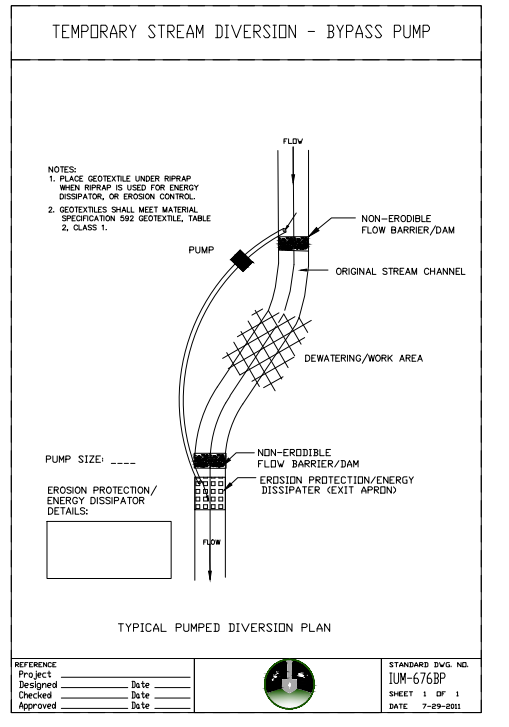 TEMPORARY STREAM DIVERSION - BYPASS PUMP
FLOW
NOTES:
1. PLACE GEOTEXTILE UNDER RIPRAP
WHEN RIPRAP IS USED FOR ENERGY
DISSIPATOR, OR EROSION CONTROL.
2. GEOTEXTILES SHALL MEET MATERIAL
SPECIFICATION 592 GEOTEXTILE, TABLE
2, CLASS 1.
NON-ERODIBLE
FLOW BARRIER/DAM
PUMP
ORIGINAL STREAM CHANNEL
DEWATERING/WORK AREA
PUMP SIZE: ____
NON-ERODIBLE
FLOW BARRIER/DAM
EROSION PROTECTION/ENERGY
DISSIPATER (EXIT APRON)
EROSION PROTECTION/
ENERGY DISSIPATOR
DETAILS:
FLOW
TYPICAL PUMPED DIVERSION PLAN
REFERENCE
Project
Designed Date
Checked Date
Approved Date
STANDARD DWG. NO.
IUM-676BP
SHEET 1 OF 1
DATE 7-29-2011